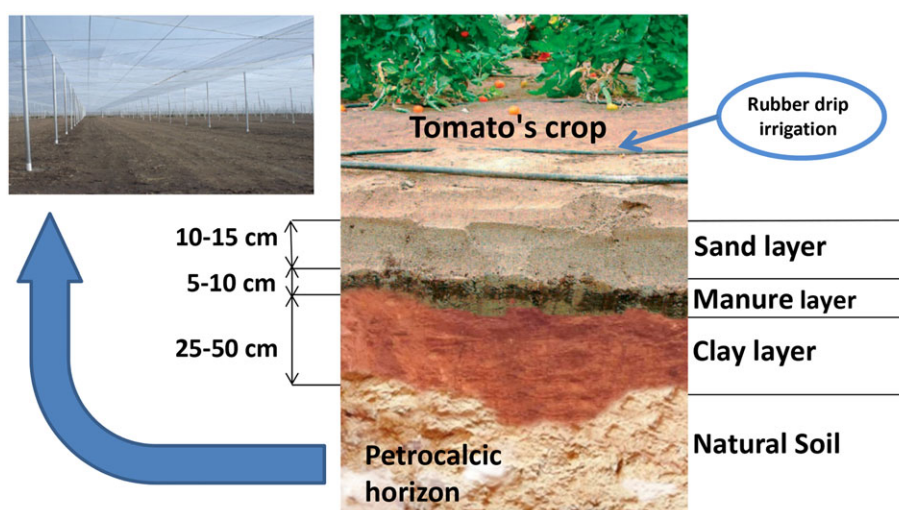 Tomato's crop
Rubber drip
irrigation
10-15 cm
5-10 cm
25-50 cm
Sand layer
Manure layer
Clay layer
Natural Soil
Petrocalcic
horizon